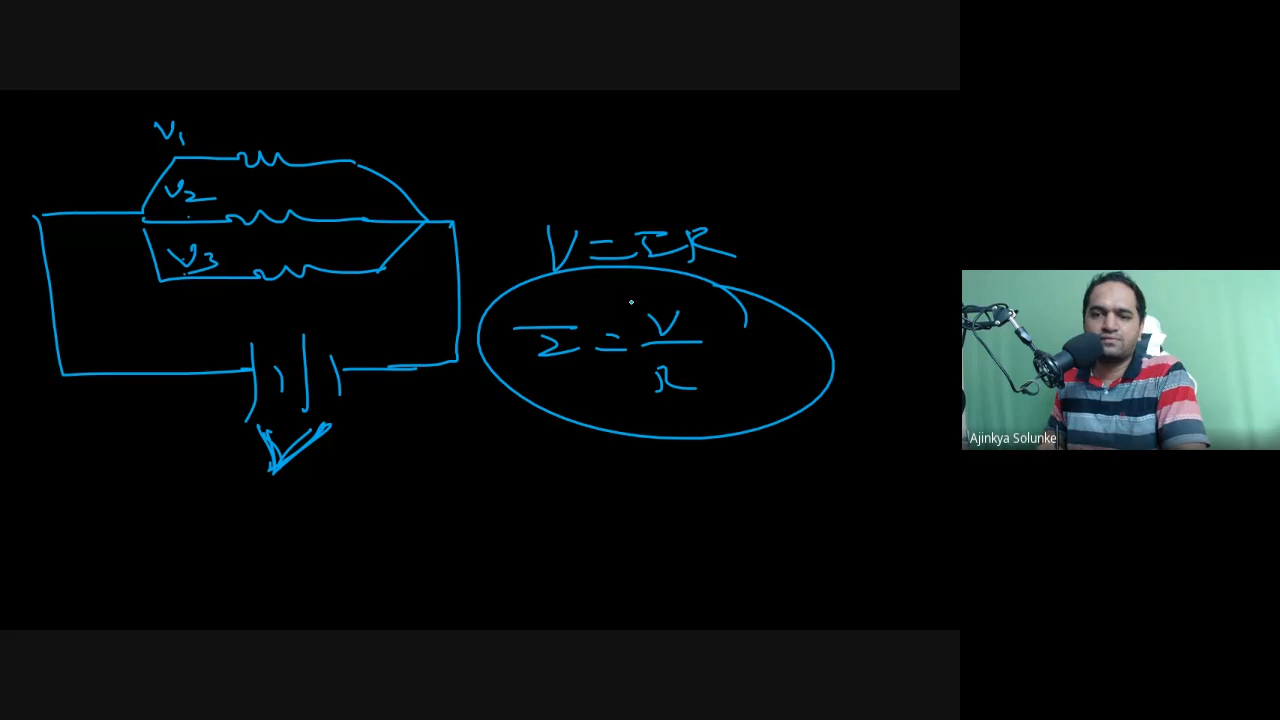 V1
V2
V3
V = IR
I = V/R
V
Ajinkya Solunke